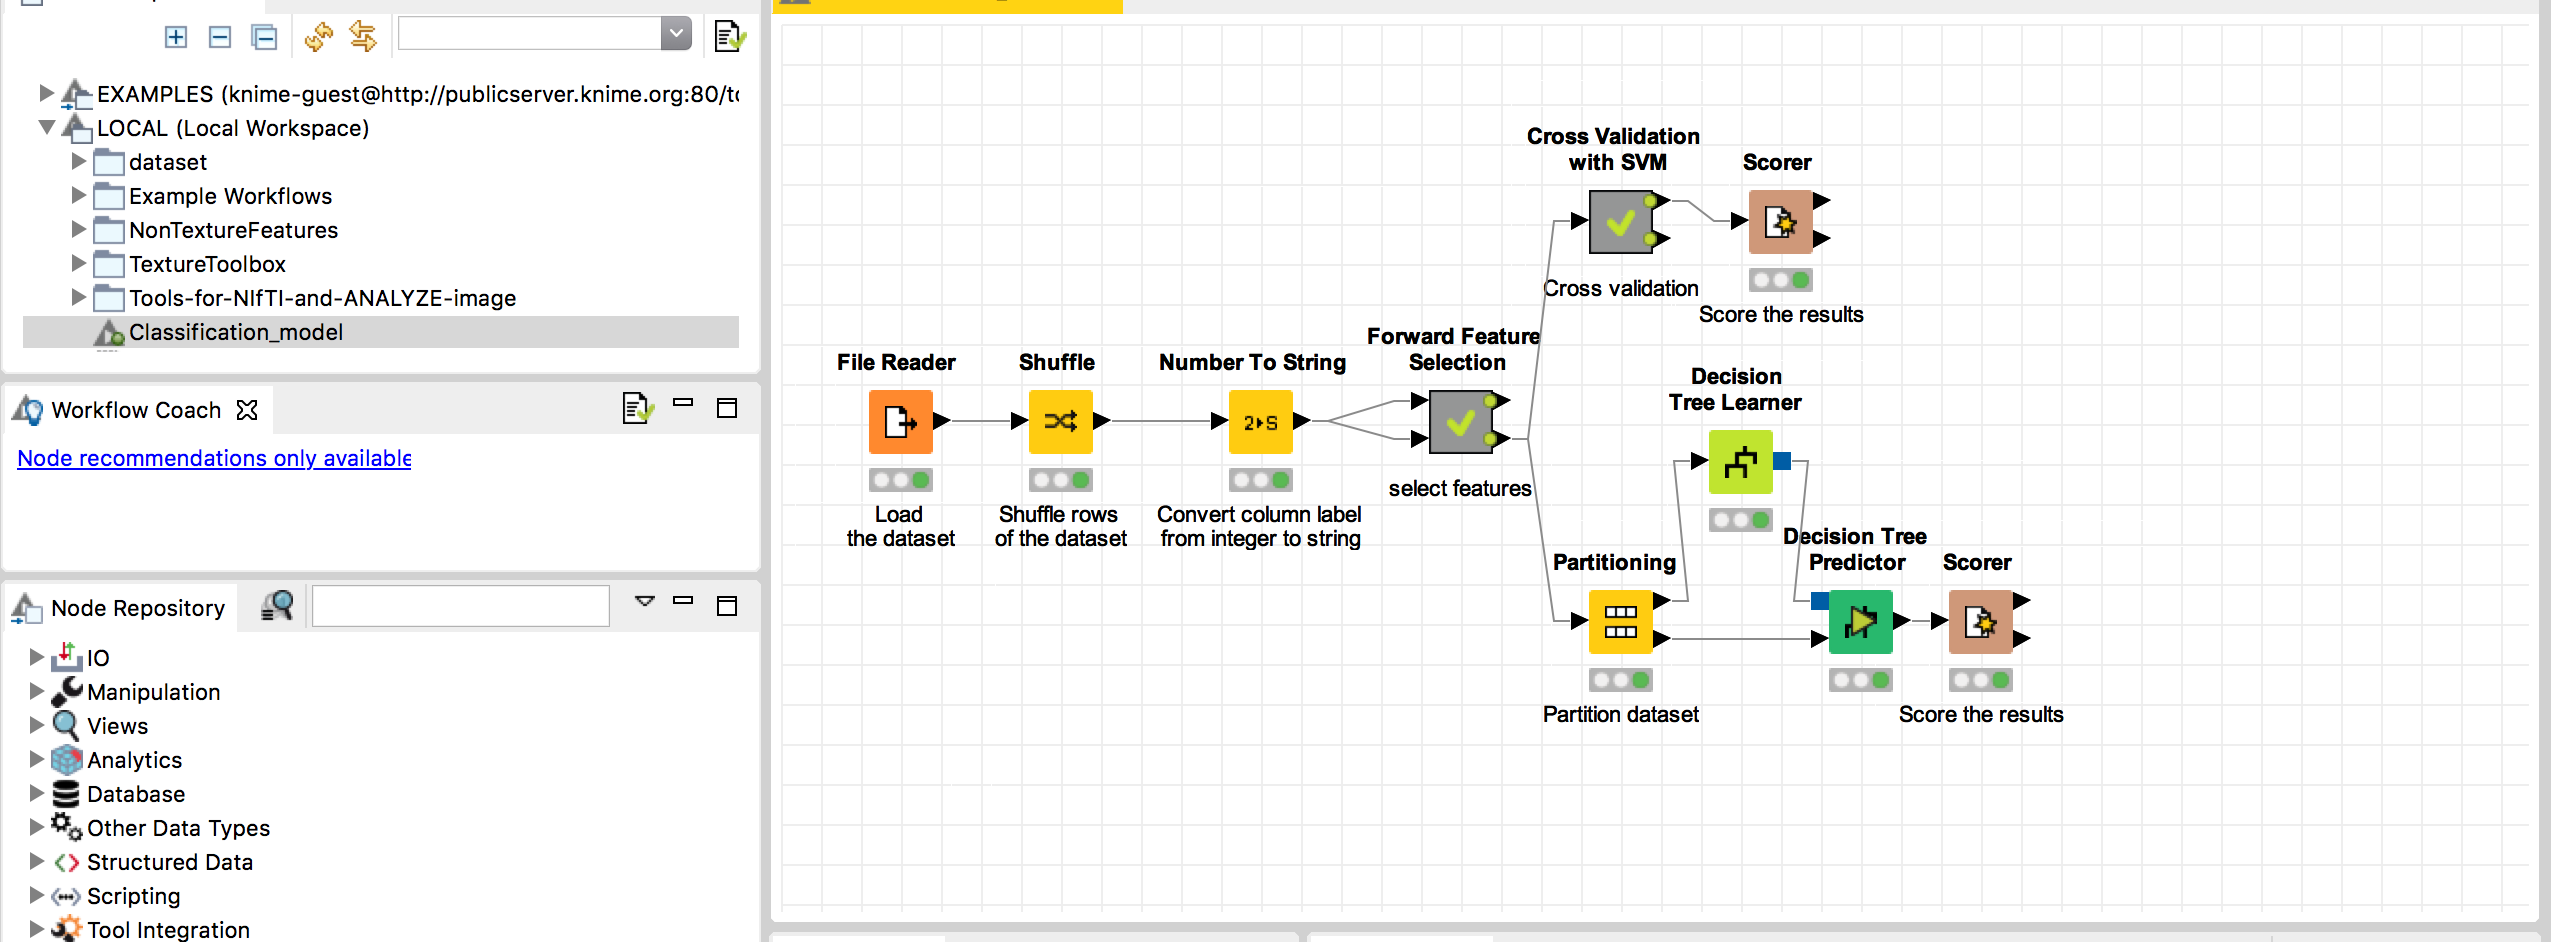 EXAMPLES (knime-guest@http://publicserver.knime.org:80/to
LOCAL (Local Workspace)
dataset
Example Workflows
NonTextureFeatures
TextureToolbox
Tools-for-NIfTI-and-ANALYZE-image
Classification_model
Workflow Coach
Node recommendations only available
Node Repository
IO
Manipulation
Views
Analytics
Database
Other Data Types
Structured Data
Scripting
Tool Integration
File Reader
Load
the dataset
Shuffle
Shuffle rows
of the dataset
Number To String
2▸S
Convert column label
from integer to string
Forward Feature
Selection
select features
Cross Validation
with SVM
Cross validation
Scorer
Score the results
Decision
Tree Learner
Partitioning
Partition dataset
Decision Tree
Predictor
Scorer
Score the results